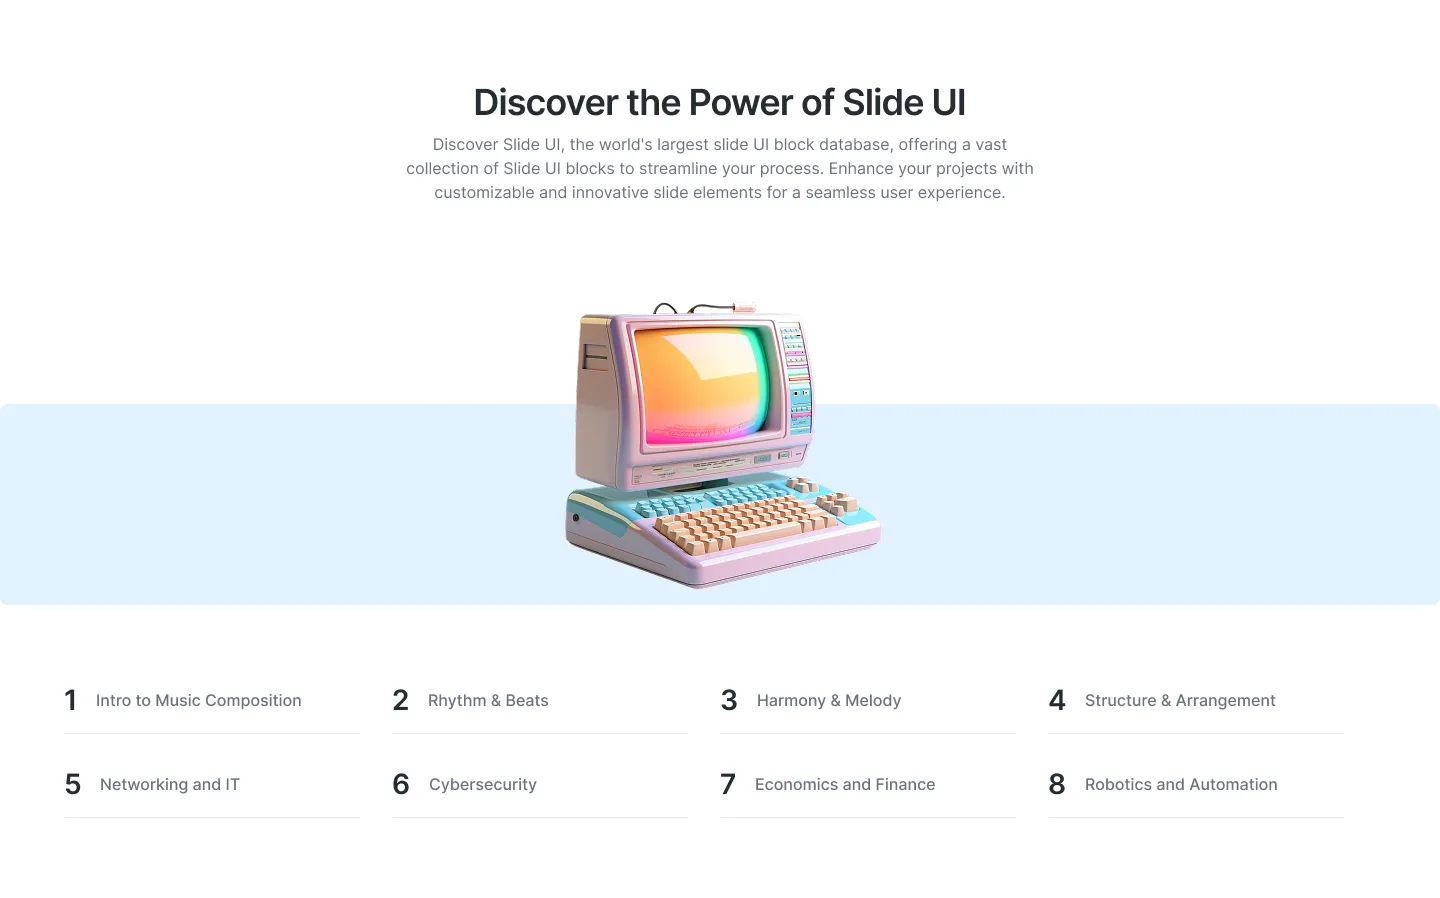 Discover the Power of Slide UI
Discover Slide UI, the world's largest slide UI block database, offering a vast
collection of Slide UI blocks to streamline your process. Enhance your projects with
customizable and innovative slide elements for a seamless user experience.
1 Intro to Music Composition
2 Rhythm & Beats
3 Harmony & Melody
4 Structure & Arrangement
5 Networking and IT
6 Cybersecurity
7 Economics and Finance
8 Robotics and Automation